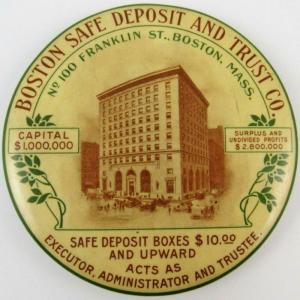 BOSTON SAFE DEPOSIT AND TRUST CO.
No 100 FRANKLIN ST., BOSTON, MASS.
CAPITAL
$1,000,000
SURPLUS AND
UNDIVIDED PROFITS
$2,600,000
SAFE DEPOSIT BOXES $10.00
AND UPWARD
ACTS AS
EXECUTOR, ADMINISTRATOR AND TRUSTEE.